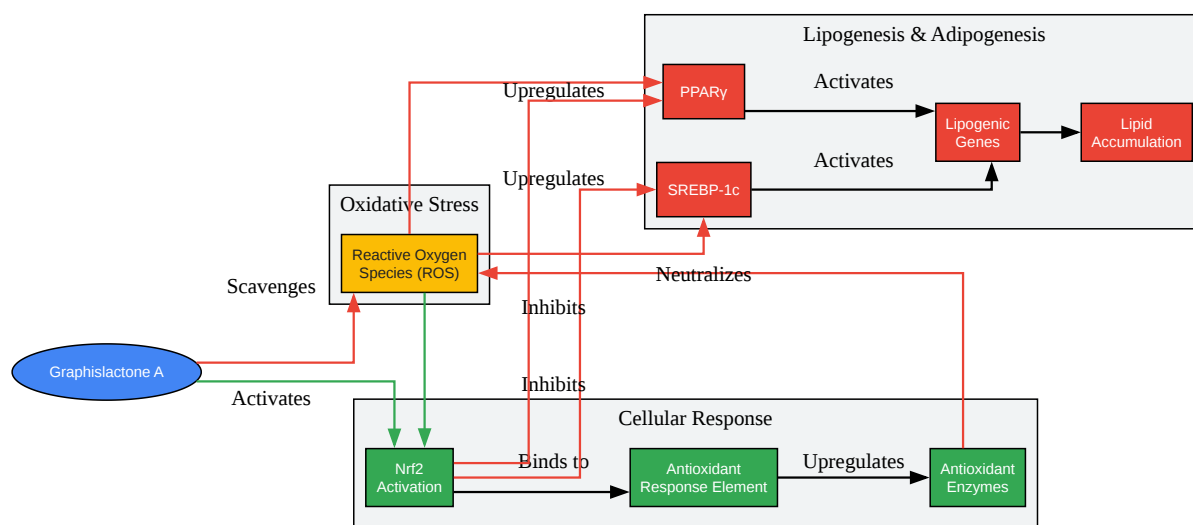 Lipogenesis & Adipogenesis
Upregulates
PPARγ
Activates
Lipogenic
Genes
Lipid
Accumulation
Upregulates
SREBP-1c
Activates
Oxidative Stress
Reactive Oxygen
Species (ROS)
Scavenges
Neutralizes
Inhibits
Graphislactone A
Activates
Inhibits
Cellular Response
Nrf2
Activation
Binds to
Antioxidant
Response Element
Upregulates
Antioxidant
Enzymes